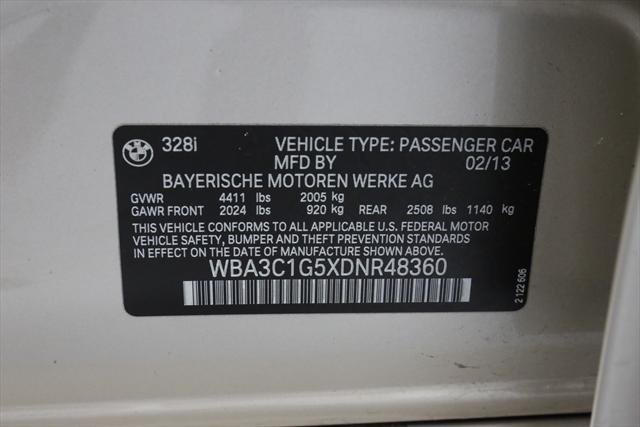 328i VEHICLE TYPE: PASSENGER CAR
MFD BY 02/13
BAYERISCHE MOTOREN WERKE AG
GVWR 4411 lbs 2005 kg
GAWR FRONT 2024 lbs 920 kg REAR 2508 lbs 1140 kg
THIS VEHICLE CONFORMS TO ALL APPLICABLE U.S. FEDERAL MOTOR
VEHICLE SAFETY, BUMPER AND THEFT PREVENTION STANDARDS IN
EFFECT ON THE DATE OF MANUFACTURE SHOWN ABOVE.
WBA3C1G5XDNR48360
2 122 606